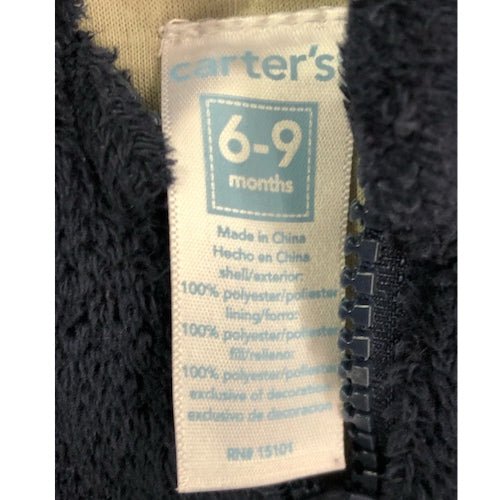 carter's
6-9
months
Made in China
Hecho en China
shell/exterior:
100% polyester/poliester
lining/forro:
100% polyester/poliester
fill/relleno:
100% polyester/poliester
exclusive of decoration
exclusivo de decoracion
RN# 15101